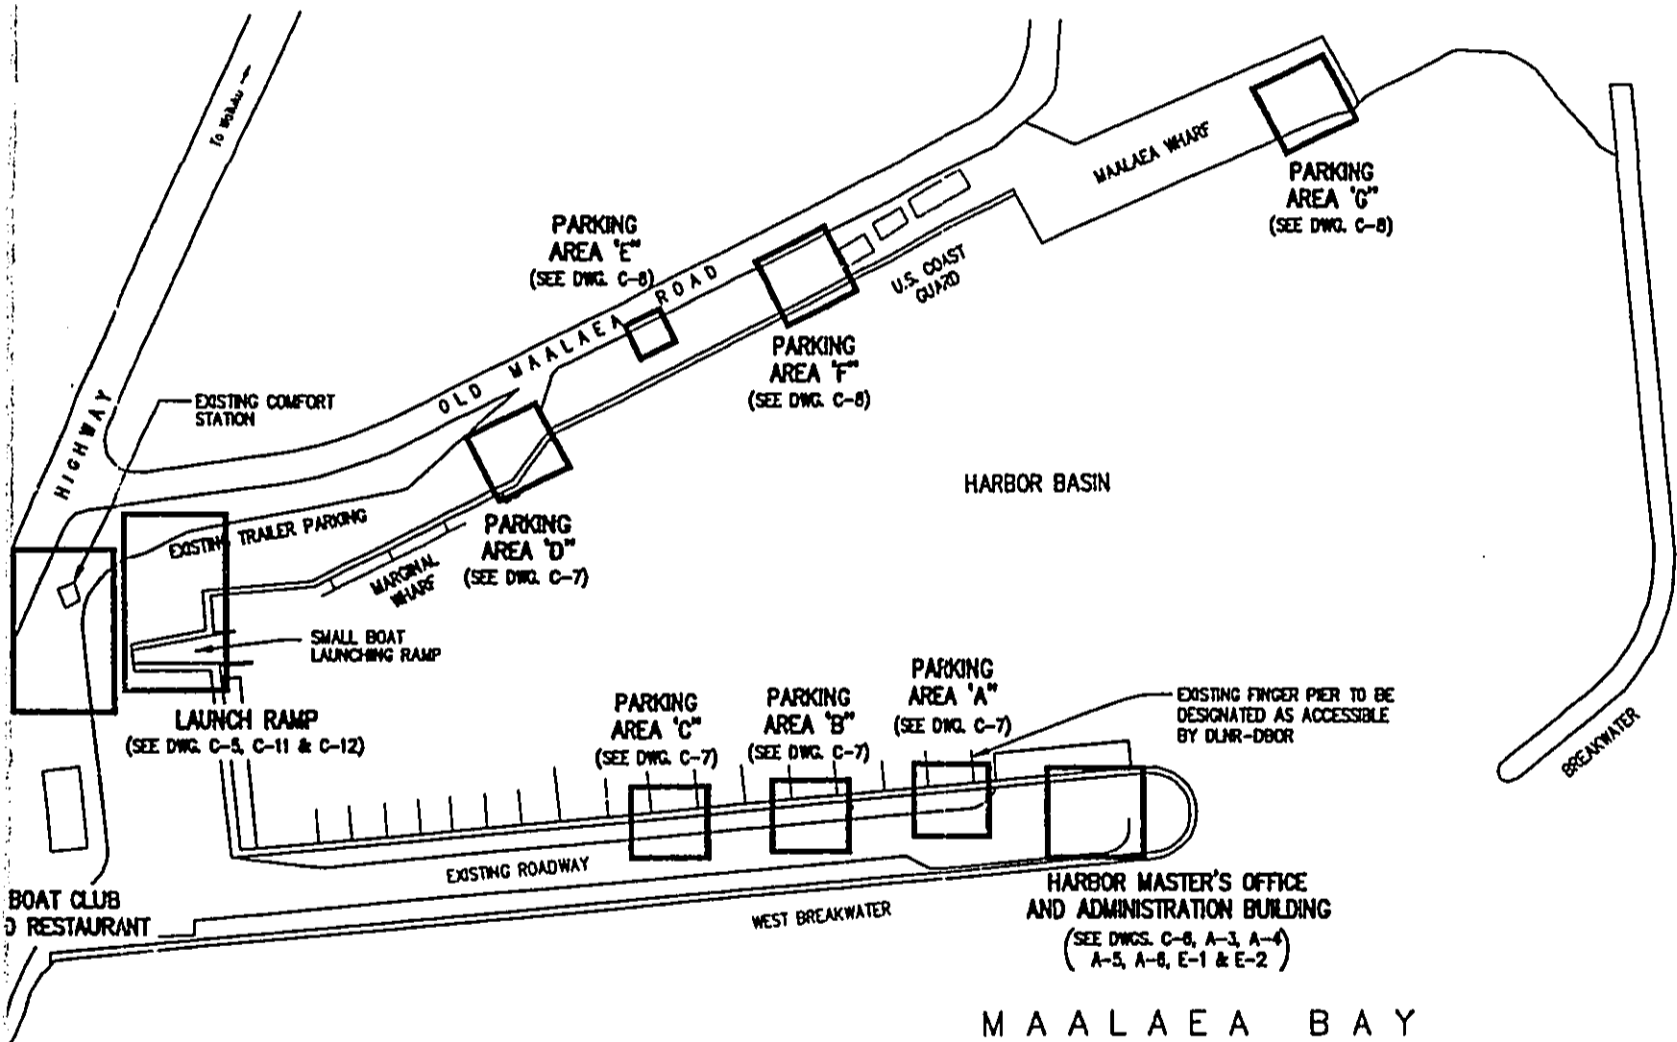 To Wailuku
HIGHWAY
EXISTING COMFORT
STATION
OLD MAALAEA ROAD
PARKING
AREA 'E"
(SEE DWG. C-8)
PARKING
AREA 'F"
(SEE DWG. C-8)
U.S. COAST
GUARD
MAALAEA WHARF
PARKING
AREA 'G"
(SEE DWG. C-8)
EXISTING TRAILER PARKING
MARGINAL
WHARF
PARKING
AREA 'D"
(SEE DWG. C-7)
HARBOR BASIN
SMALL BOAT
LAUNCHING RAMP
LAUNCH RAMP
(SEE DWG. C-5, C-11 & C-12)
PARKING
AREA 'C"
(SEE DWG. C-7)
PARKING
AREA 'B"
(SEE DWG. C-7)
PARKING
AREA 'A"
(SEE DWG. C-7)
EXISTING FINGER PIER TO BE
DESIGNATED AS ACCESSIBLE
BY DLNR-DBOR
BREAKWATER
EXISTING ROADWAY
WEST BREAKWATER
BOAT CLUB
D RESTAURANT
HARBOR MASTER'S OFFICE
AND ADMINISTRATION BUILDING
(SEE DWGS. C-6, A-3, A-4
A-5, A-6, E-1 & E-2)
MAALAEA BAY